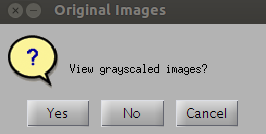 Original Images
?
View grayscaled images?
Yes No Cancel